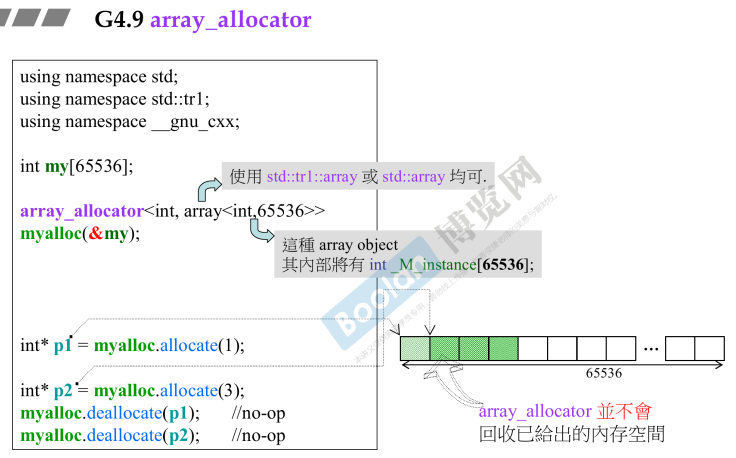 G4.9 array_allocator
using namespace std;
using namespace std::tr1;
using namespace __gnu_cxx;
int my[65536];
使用 std::tr1::array 或 std::array 均可.
array_allocator<int, array<int,65536>>
myalloc(&my);
這種 array object
其內部將有 int _M_instance[65536];
Boolan 博览网
int* p1 = myalloc.allocate(1);
...
65536
int* p2 = myalloc.allocate(3);
myalloc.deallocate(p1); //no-op
myalloc.deallocate(p2); //no-op
array_allocator 並不會
回收已給出的內存空間